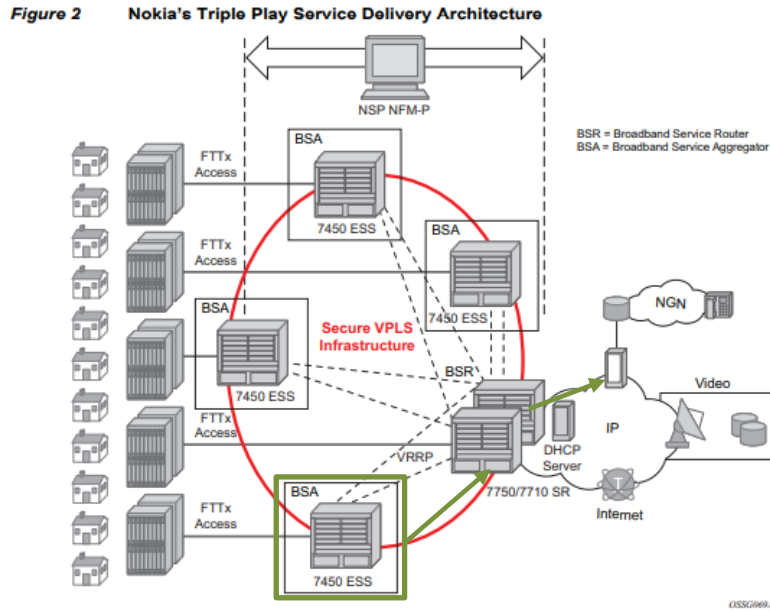 Figure 2 Nokia's Triple Play Service Delivery Architecture
NSP NFM-P
BSR = Broadband Service Router
BSA = Broadband Service Aggregator
BSA
FTTx
Access
7450 ESS
BSA
FTTx
Access
7450 ESS
NGN
BSA
FTTx
Access
Secure VPLS
Infrastructure
7450 ESS
BSR
Video
IP
DHCP
Server
FTTx
Access
VRRP
7750/7710 SR
T
Internet
BSA
FTTx
Access
7450 ESS